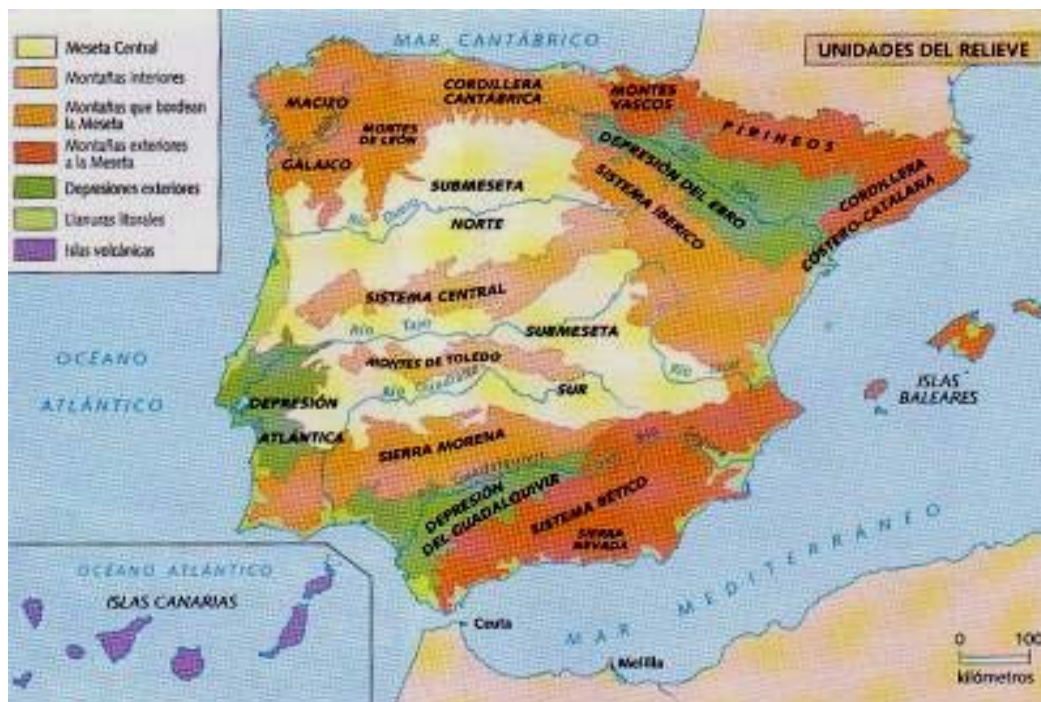 MAR CANTÁBRICO
UNIDADES DEL RELIEVE
Meseta Central
Montañas interiores
Montañas que bordean
la Meseta
Montañas exteriores
a la Meseta
Depresiones exteriores
Llanuras litorales
Islas volcánicas
MACIZO
GALAICO
MONTES
DE LEÓN
CORDILLERA
CANTÁBRICA
MONTES
VASCOS
PIRINEOS
DEPRESIÓN DEL EBRO
CORDILLERA
COSTERO-CATALANA
SISTEMA IBÉRICO
SUBMESETA
NORTE
Río Duero
SISTEMA CENTRAL
Río Tajo
SUBMESETA
SUR
MONTES DE TOLEDO
Río Guadiana
Río Júcar
OCÉANO
ATLÁNTICO
DEPRESIÓN
ATLÁNTICA
SIERRA MORENA
Guadalquivir
Río
DEPRESIÓN
DEL GUADALQUIVIR
SISTEMA BÉTICO
SIERRA
NEVADA
ISLAS
BALEARES
MAR MEDITERRÁNEO
Ceuta
Melilla
OCÉANO ATLÁNTICO
ISLAS CANARIAS
0 100
kilómetros